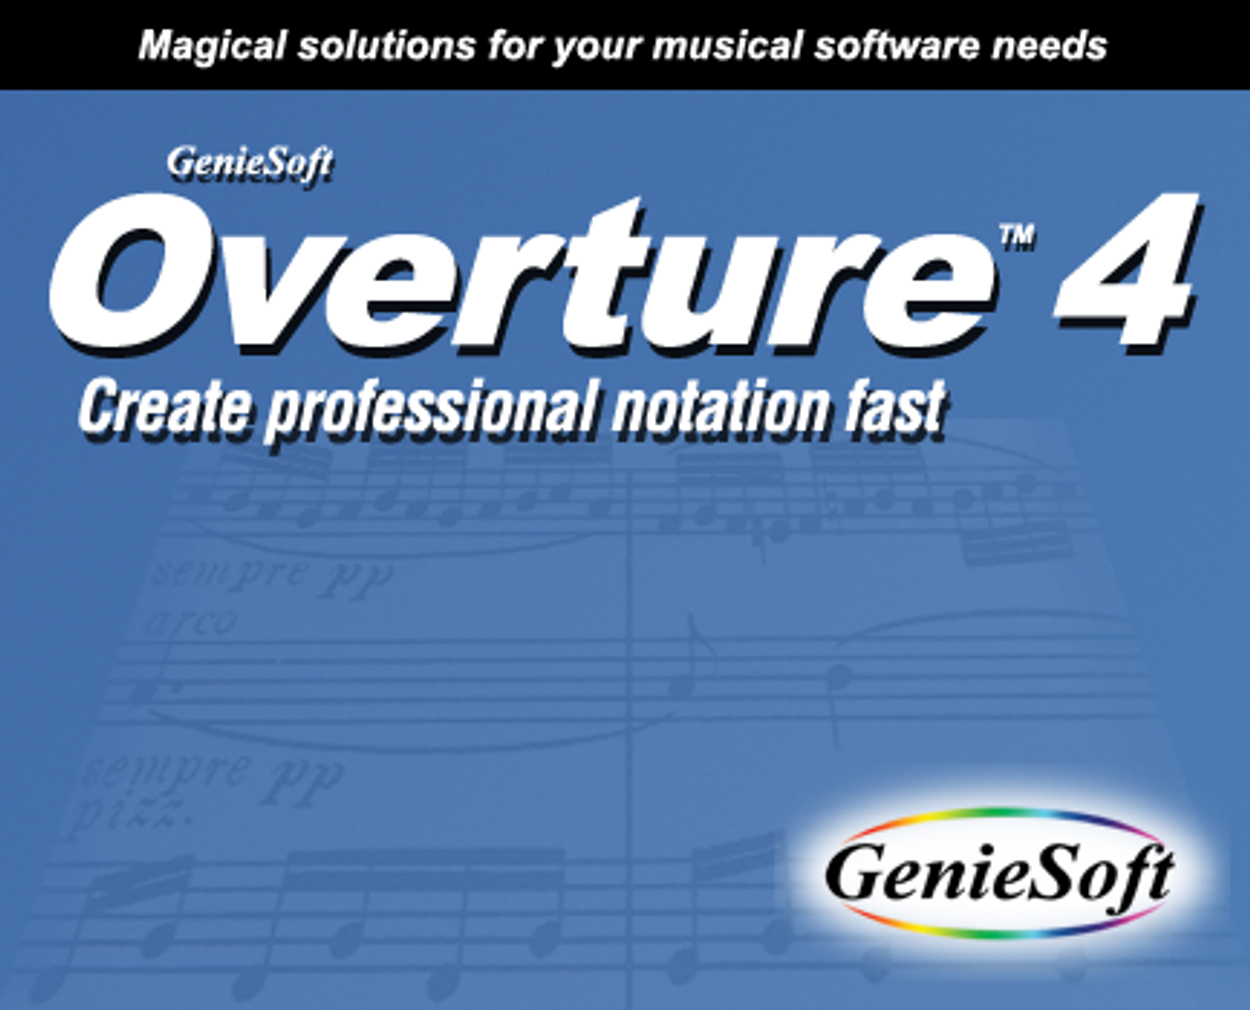 Magical solutions for your musical software needs
GenieSoft
Overture™ 4
Create professional notation fast
sempre pp
arco
sempre pp
pizz.
GenieSoft